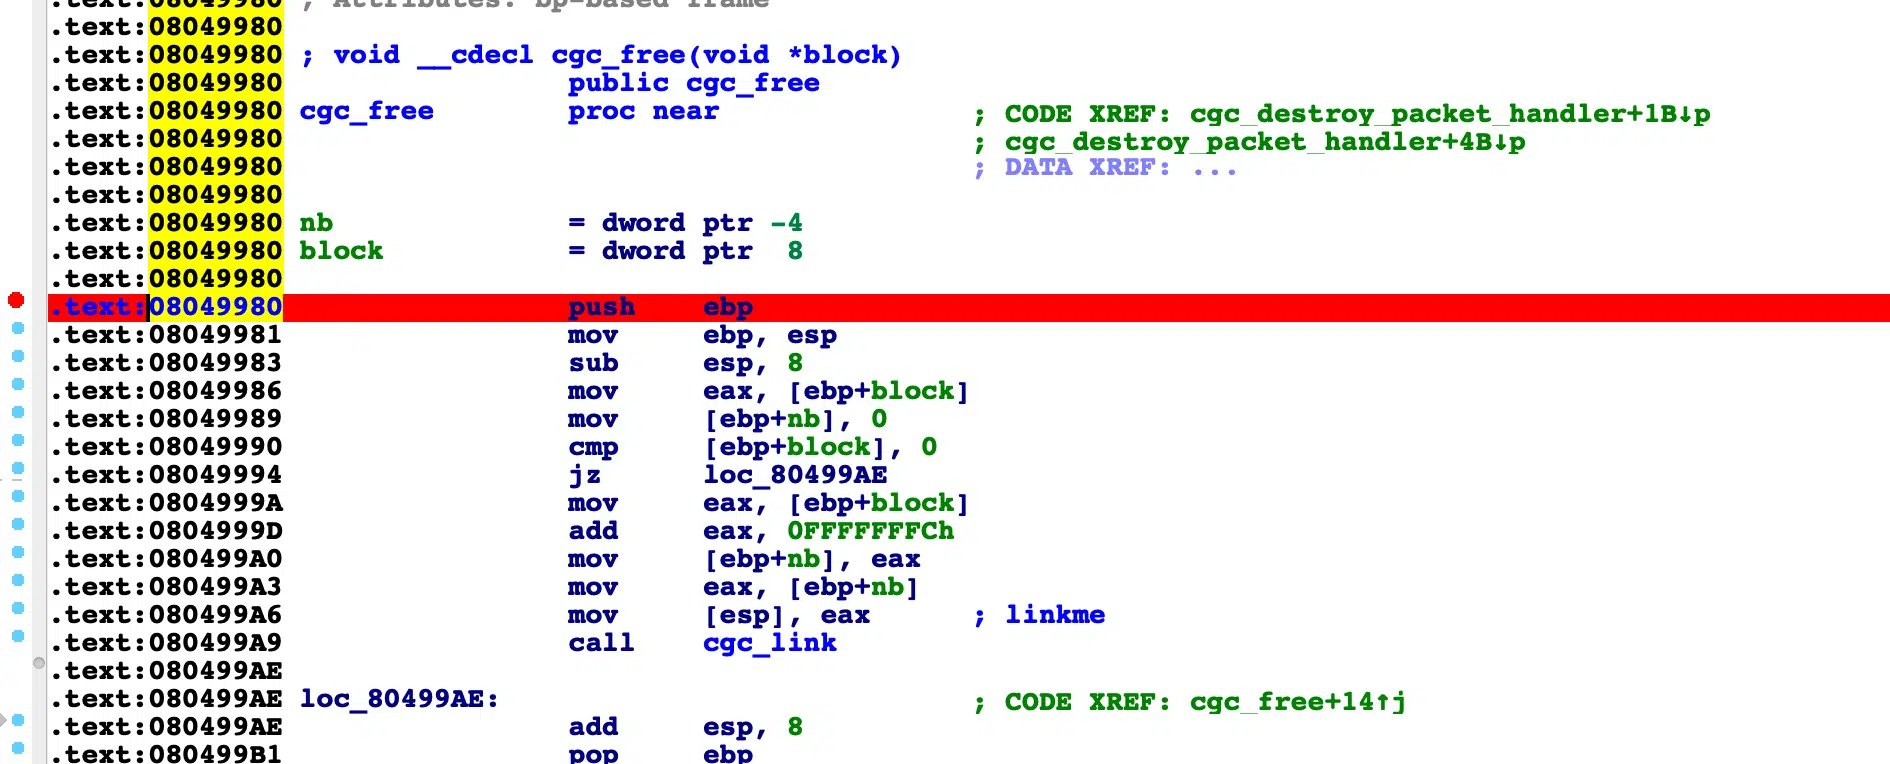 .text:08049980 ; Attributes: bp-based frame
.text:08049980
.text:08049980 ; void __cdecl cgc_free(void *block)
.text:08049980 public cgc_free
.text:08049980 cgc_free proc near ; CODE XREF: cgc_destroy_packet_handler+1B↓p
.text:08049980 ; cgc_destroy_packet_handler+4B↓p
.text:08049980 ; DATA XREF: ...
.text:08049980
.text:08049980 nb = dword ptr -4
.text:08049980 block = dword ptr 8
.text:08049980
.text:08049980 push ebp
.text:08049981 mov ebp, esp
.text:08049983 sub esp, 8
.text:08049986 mov eax, [ebp+block]
.text:08049989 mov [ebp+nb], 0
.text:08049990 cmp [ebp+block], 0
.text:08049994 jz loc_80499AE
.text:0804999A mov eax, [ebp+block]
.text:0804999D add eax, 0FFFFFFFCh
.text:080499A0 mov [ebp+nb], eax
.text:080499A3 mov eax, [ebp+nb]
.text:080499A6 mov [esp], eax ; linkme
.text:080499A9 call cgc_link
.text:080499AE
.text:080499AE loc_80499AE: ; CODE XREF: cgc_free+14↑j
.text:080499AE add esp, 8
.text:080499B1 pop ebp